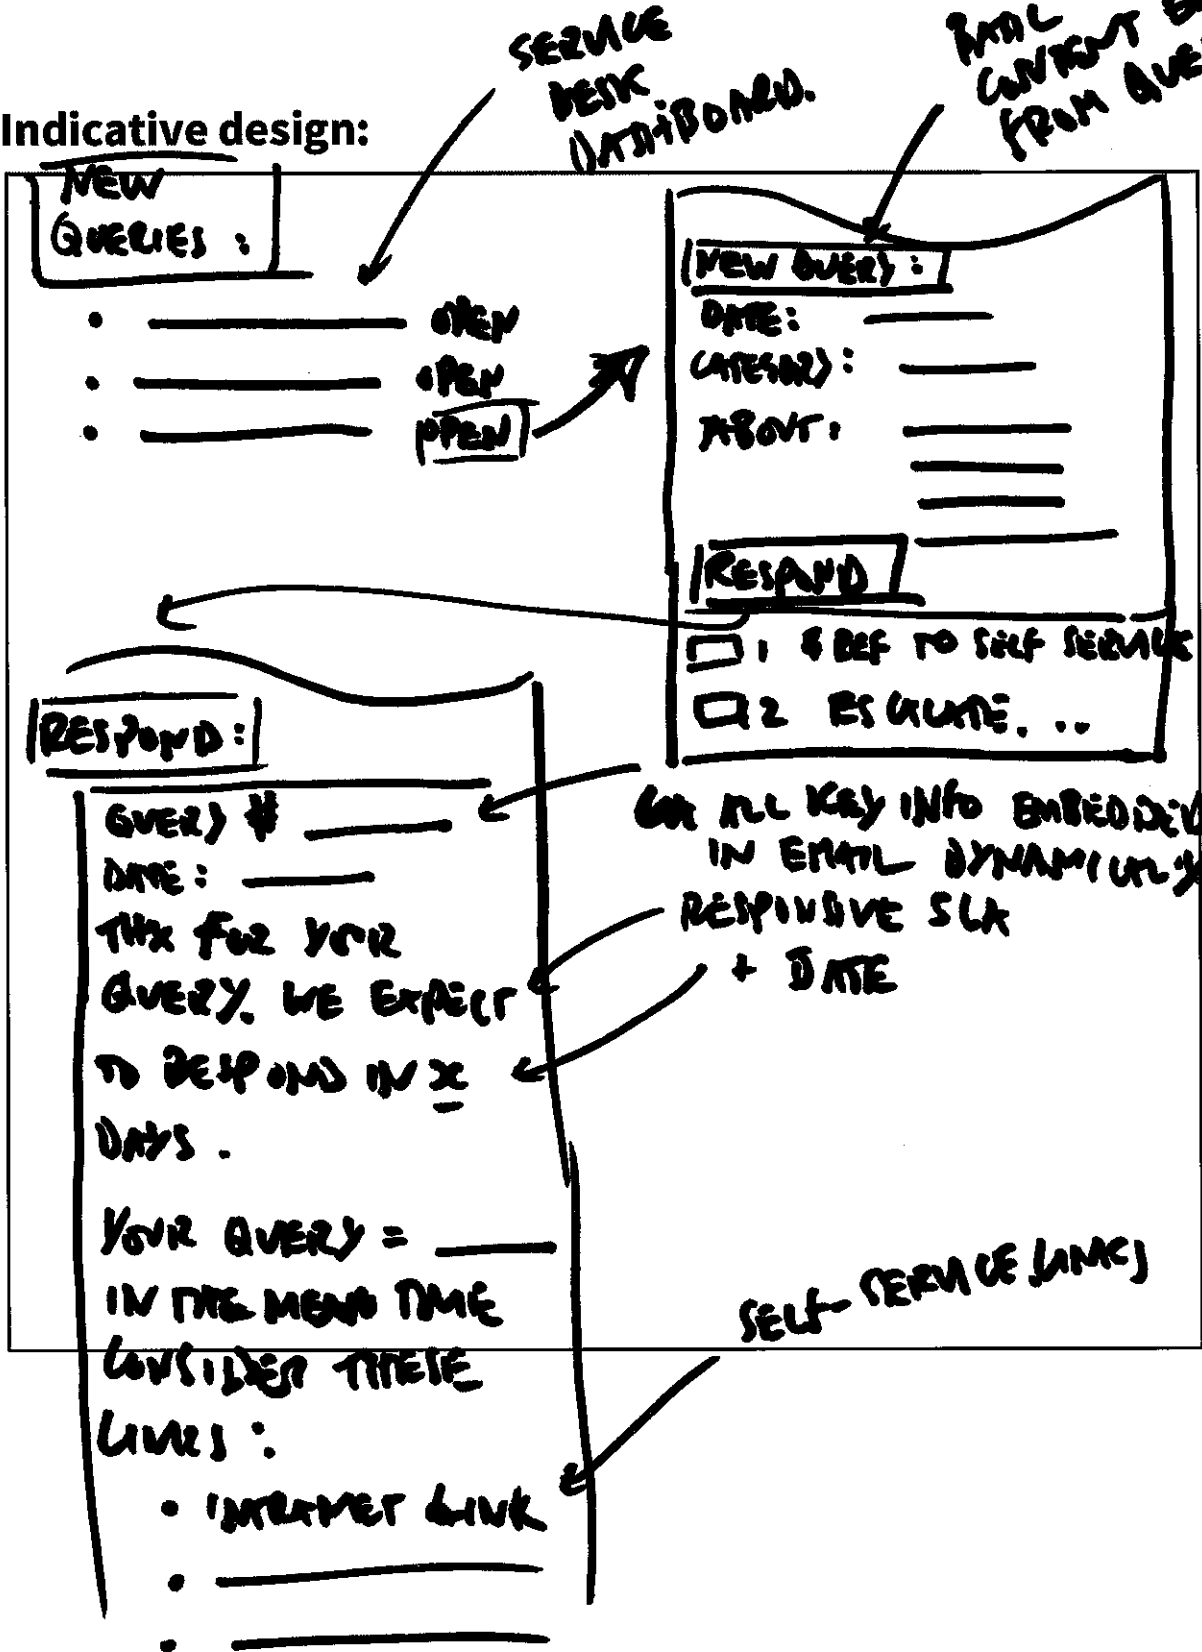 SERVICE
DESK
DASHBOARD.
BASIC
CONTENT
FROM
Indicative design:
NEW
QUERIES :
• OPEN
• OPEN
• OPEN
NEW QUERY :
DATE:
CATEGORY:
ABOUT:
RESPOND
1 & REF TO SELF SERVICE
2 ESCALATE...
RESPOND:
QUERY #
DATE:
THX FOR YOUR
QUERY. WE EXPECT
TO RESPOND IN x
DAYS.
YOUR QUERY =
IN THE MEAN TIME
CONSIDER THESE
LINKS:
• INTRANET LINK
•
•
ALL KEY INFO EMBEDDED
IN EMAIL DYNAMICALLY
RESPONSIVE SLA
+ DATE
SELF-SERVICE LINKS